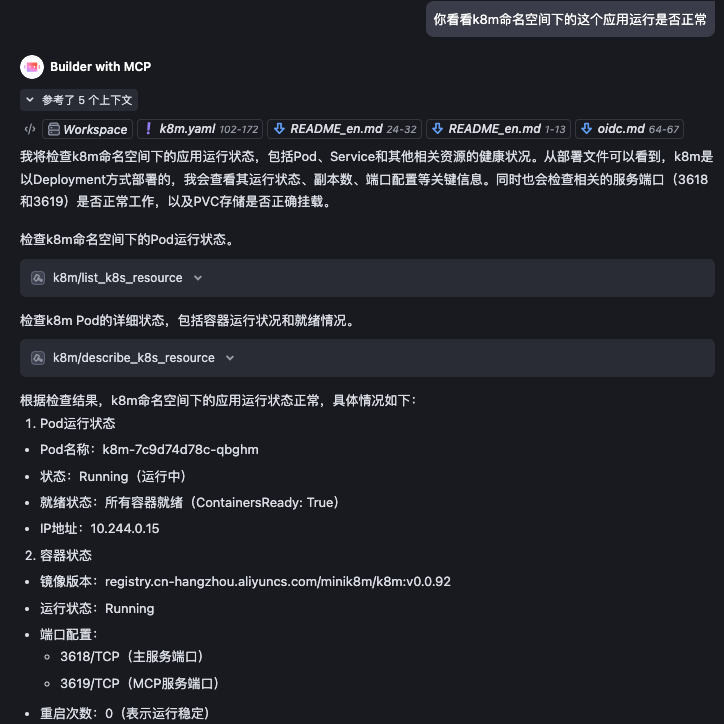 你看看k8m命名空间下的这个应用运行是否正常
Builder with MCP
参考了 5 个上下文
Workspace
k8m.yaml 102-172
README_en.md 24-32
README_en.md 1-13
oidc.md 64-67
我将检查k8m命名空间下的应用运行状态，包括Pod、Service和其他相关资源的健康状况。从部署文件可以看到，k8m是
以Deployment方式部署的，我会查看其运行状态、副本数、端口配置等关键信息。同时也会检查相关的服务端口（3618
和3619）是否正常工作，以及PVC存储是否正确挂载。
检查k8m命名空间下的Pod运行状态。
k8m/list_k8s_resource
检查k8m Pod的详细状态，包括容器运行状况和就绪情况。
k8m/describe_k8s_resource
根据检查结果，k8m命名空间下的应用运行状态正常，具体情况如下：
1. Pod运行状态
• Pod名称：k8m-7c9d74d78c-qbghm
• 状态：Running（运行中）
• 就绪状态：所有容器就绪（ContainersReady: True）
• IP地址：10.244.0.15
2. 容器状态
• 镜像版本：registry.cn-hangzhou.aliyuncs.com/minik8m/k8m:v0.0.92
• 运行状态：Running
• 端口配置：
◦ 3618/TCP（主服务端口）
◦ 3619/TCP（MCP服务端口）
• 重启次数：0（表示运行稳定）